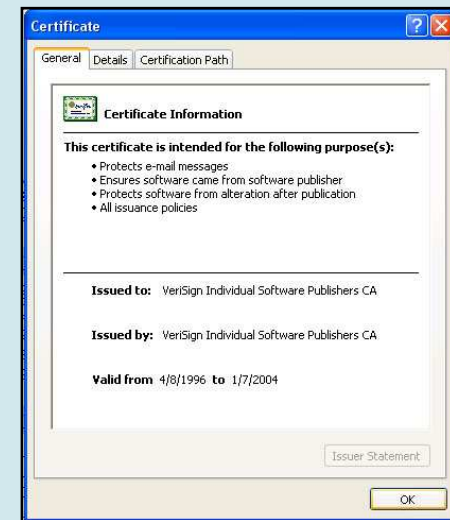 Certificate
General Details Certification Path
Certificate Information
This certificate is intended for the following purpose(s):
• Protects e-mail messages
• Ensures software came from software publisher
• Protects software from alteration after publication
• All issuance policies
Issued to: VeriSign Individual Software Publishers CA
Issued by: VeriSign Individual Software Publishers CA
Valid from 4/8/1996 to 1/7/2004
Issuer Statement
OK